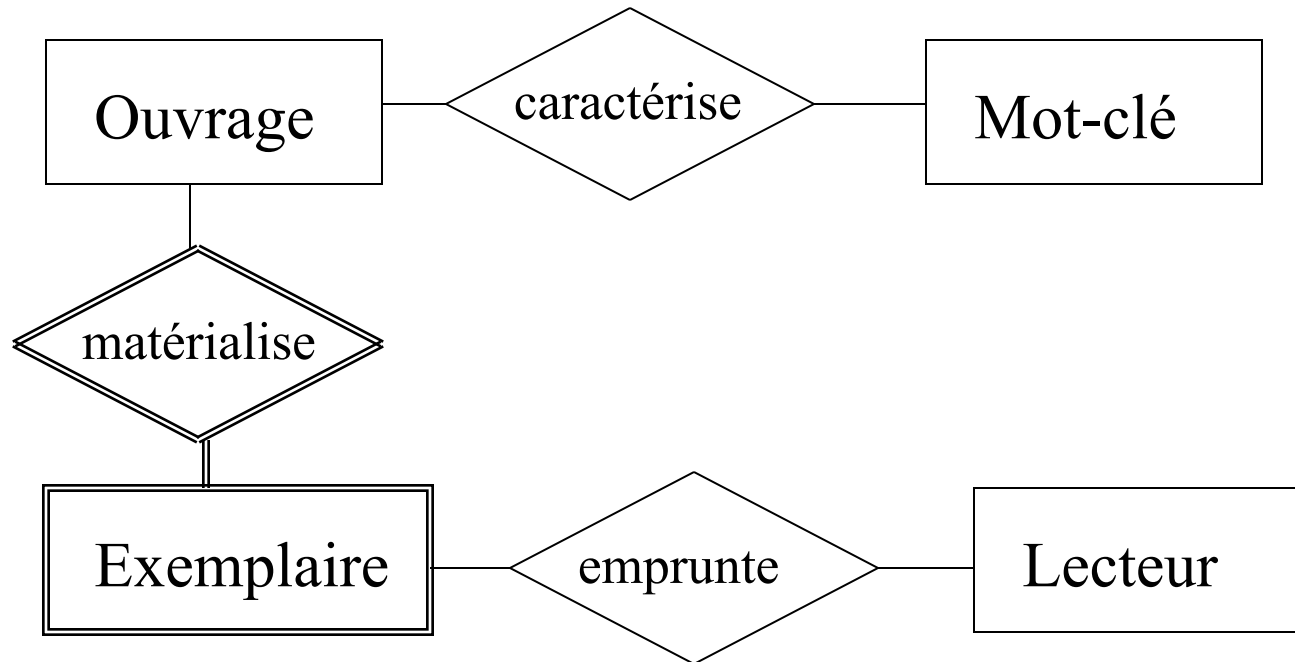 Ouvrage
caractérise
Mot-clé
matérialise
Exemplaire
emprunte
Lecteur